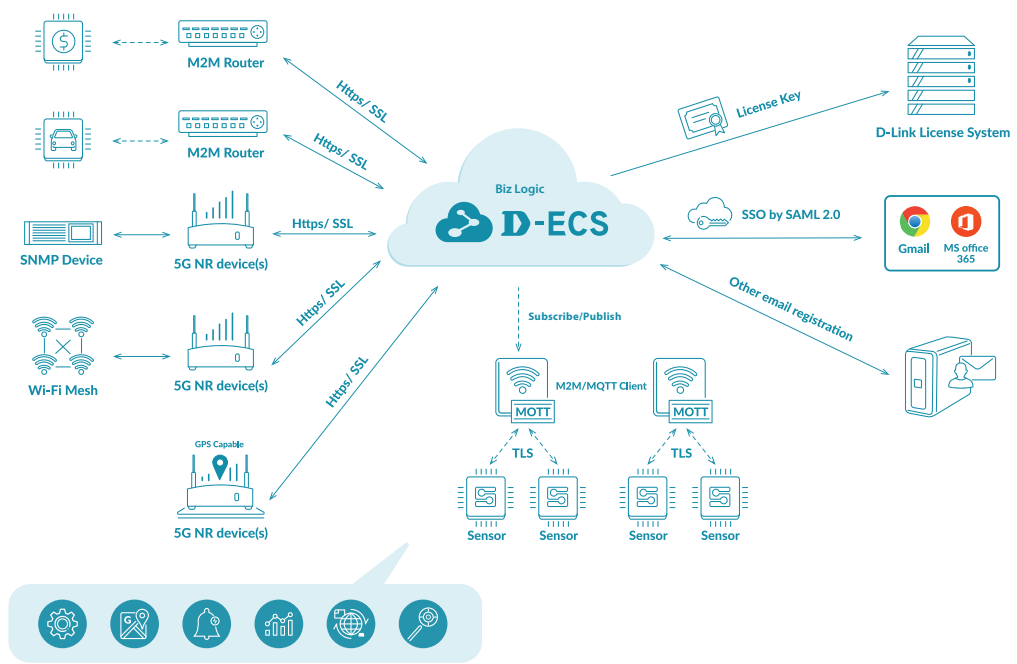 $
M2M Router
M2M Router
SNMP Device
5G NR device(s)
Wi-Fi Mesh
5G NR device(s)
GPS Capable
5G NR device(s)
Https/ SSL
Https/ SSL
Https/ SSL
Https/ SSL
Https/ SSL
Biz Logic
D-ECS
License Key
D-Link License System
SSO by SAML 2.0
Gmail
MS office
365
Other email registration
Subscribe/Publish
M2M/MQTT Client
MOTT
MOTT
TLS
TLS
Sensor
Sensor
Sensor
Sensor
G